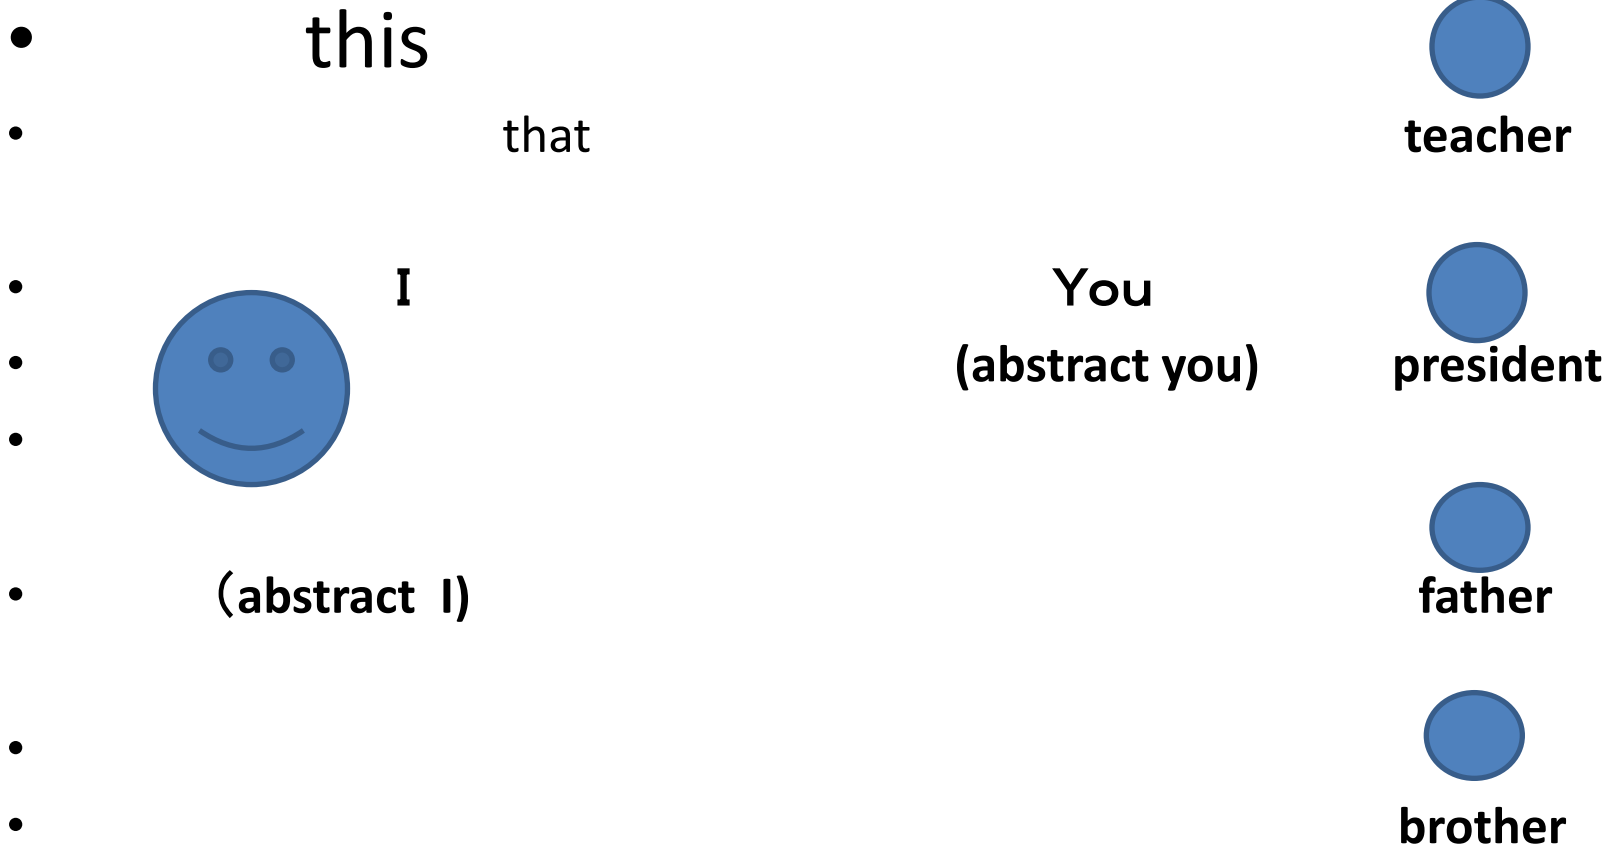 • this
• that teacher
• I You
• (abstract you) president
•
• （abstract I) father
•
• brother